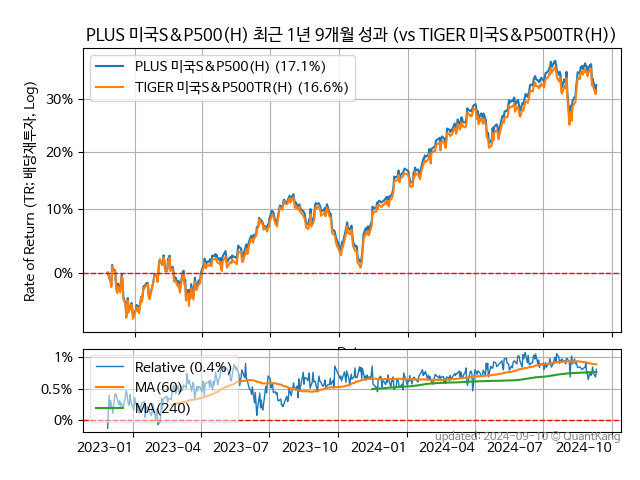 PLUS 미국S&P500(H) 최근 1년 9개월 성과 (vs TIGER 미국S&P500TR(H))
PLUS 미국S&P500(H) (17.1%)
TIGER 미국S&P500TR(H) (16.6%)
Rate of Return (TR: 배당재투자, Log)
30%
20%
10%
0%
Relative (0.4%)
MA(60)
MA(240)
1%
0.5%
0%
2023-01 2023-04 2023-07 2023-10 2024-01 2024-04 2024-07 2024-10
updated: 2024-09-10 © QuantKang